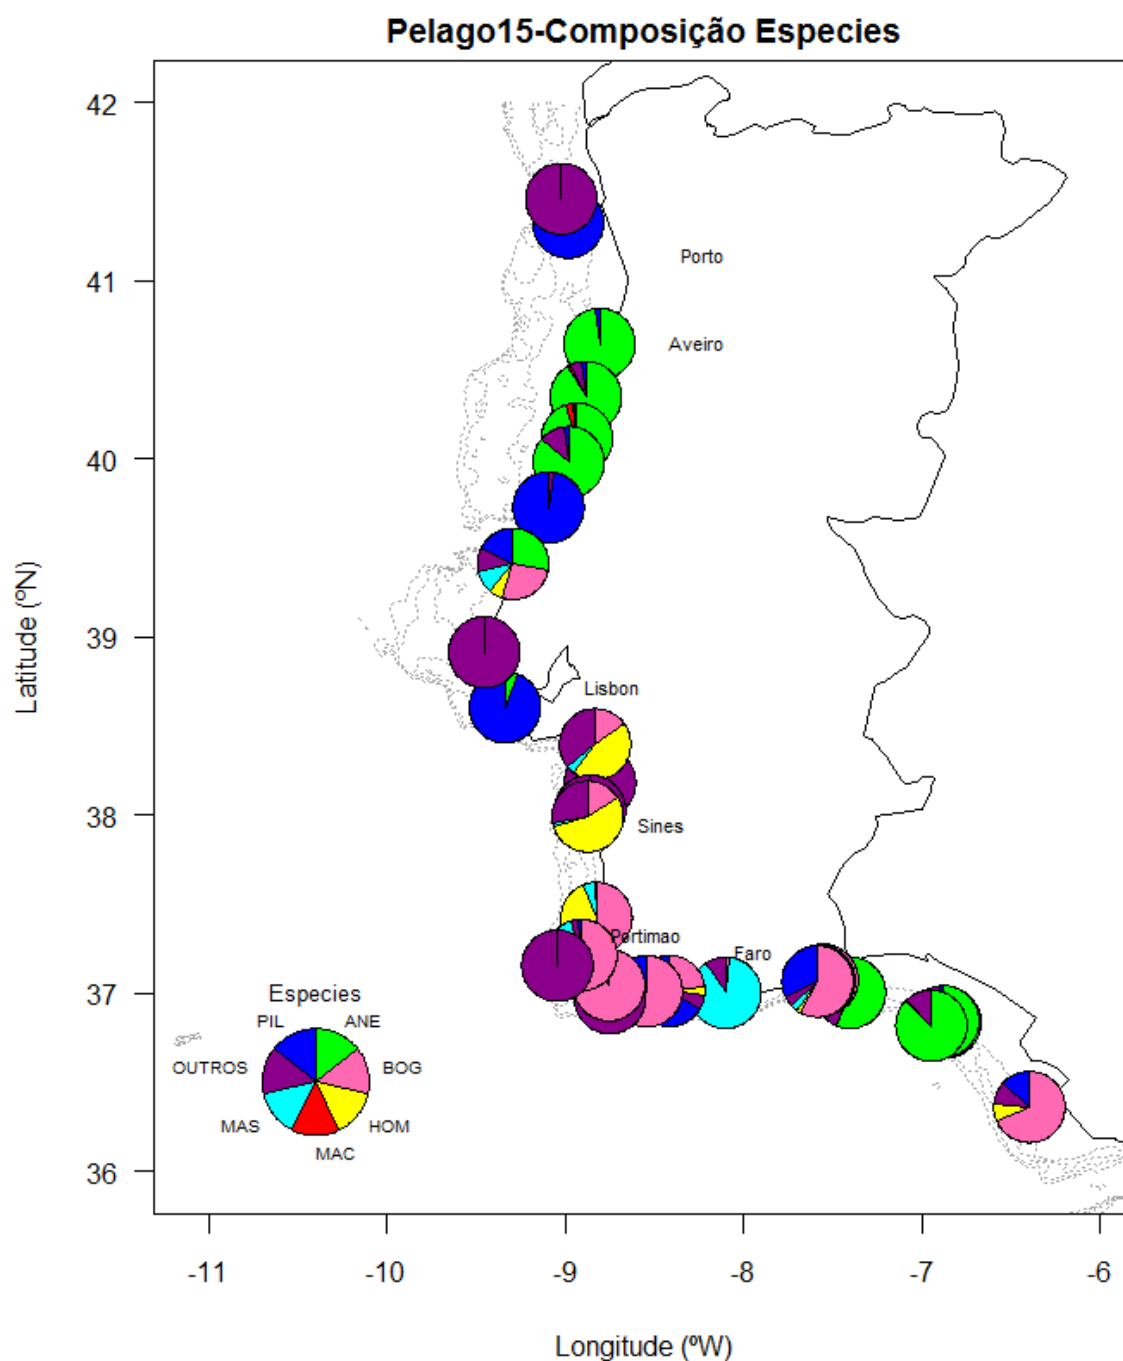 Pelago15-Composição Especies
42
41
40
39
38
37
36
Latitude (ºN)
Porto
Aveiro
Lisbon
Sines
Portimao
Faro
Especies
PIL ANE
OUTROS BOG
MAS HOM
MAC
-11 -10 -9 -8 -7 -6
Longitude (ºW)